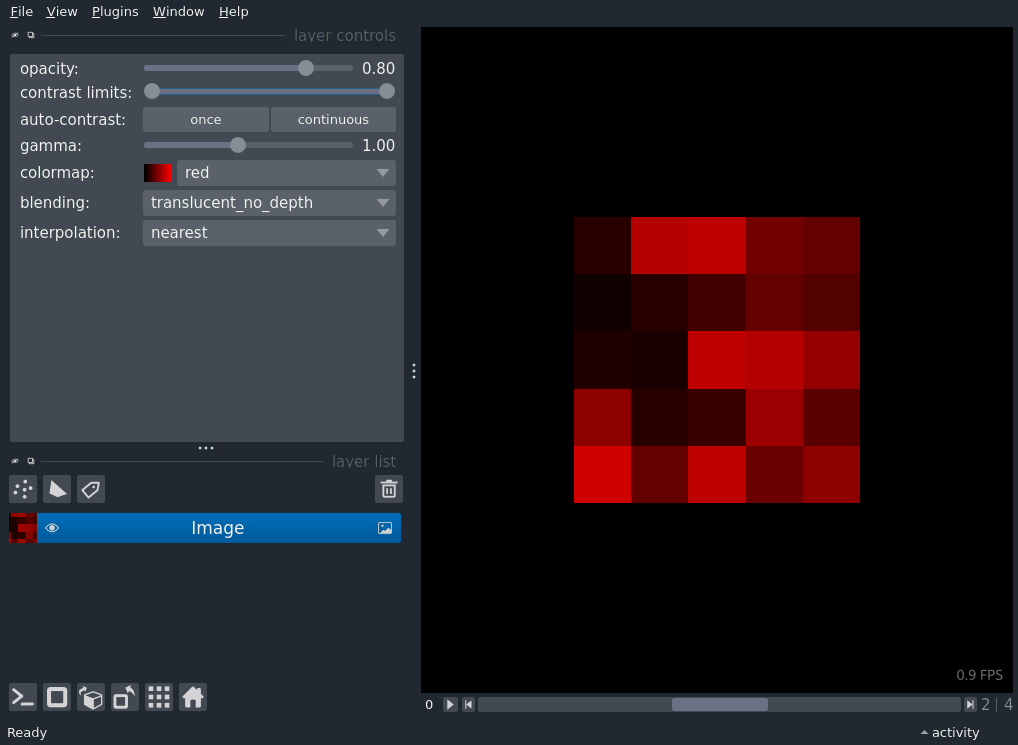 File View Plugins Window Help
layer controls
opacity: 0.80
contrast limits:
auto-contrast: once continuous
gamma: 1.00
colormap: red
blending: translucent_no_depth
interpolation: nearest
layer list
Image
0.9 FPS
0 2 | 4
Ready activity